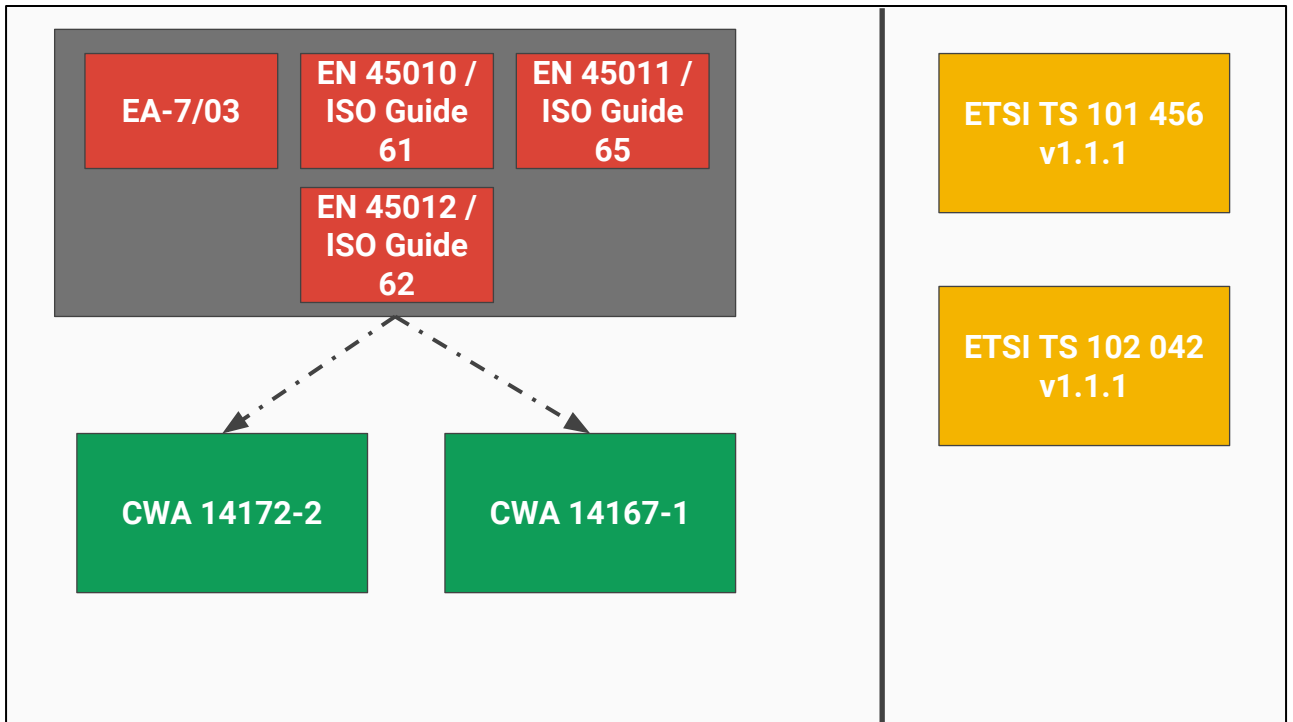 EA-7/03
EN 45010 /
ISO Guide
61
EN 45011 /
ISO Guide
65
EN 45012 /
ISO Guide
62
CWA 14172-2
CWA 14167-1
ETSI TS 101 456
v1.1.1
ETSI TS 102 042
v1.1.1